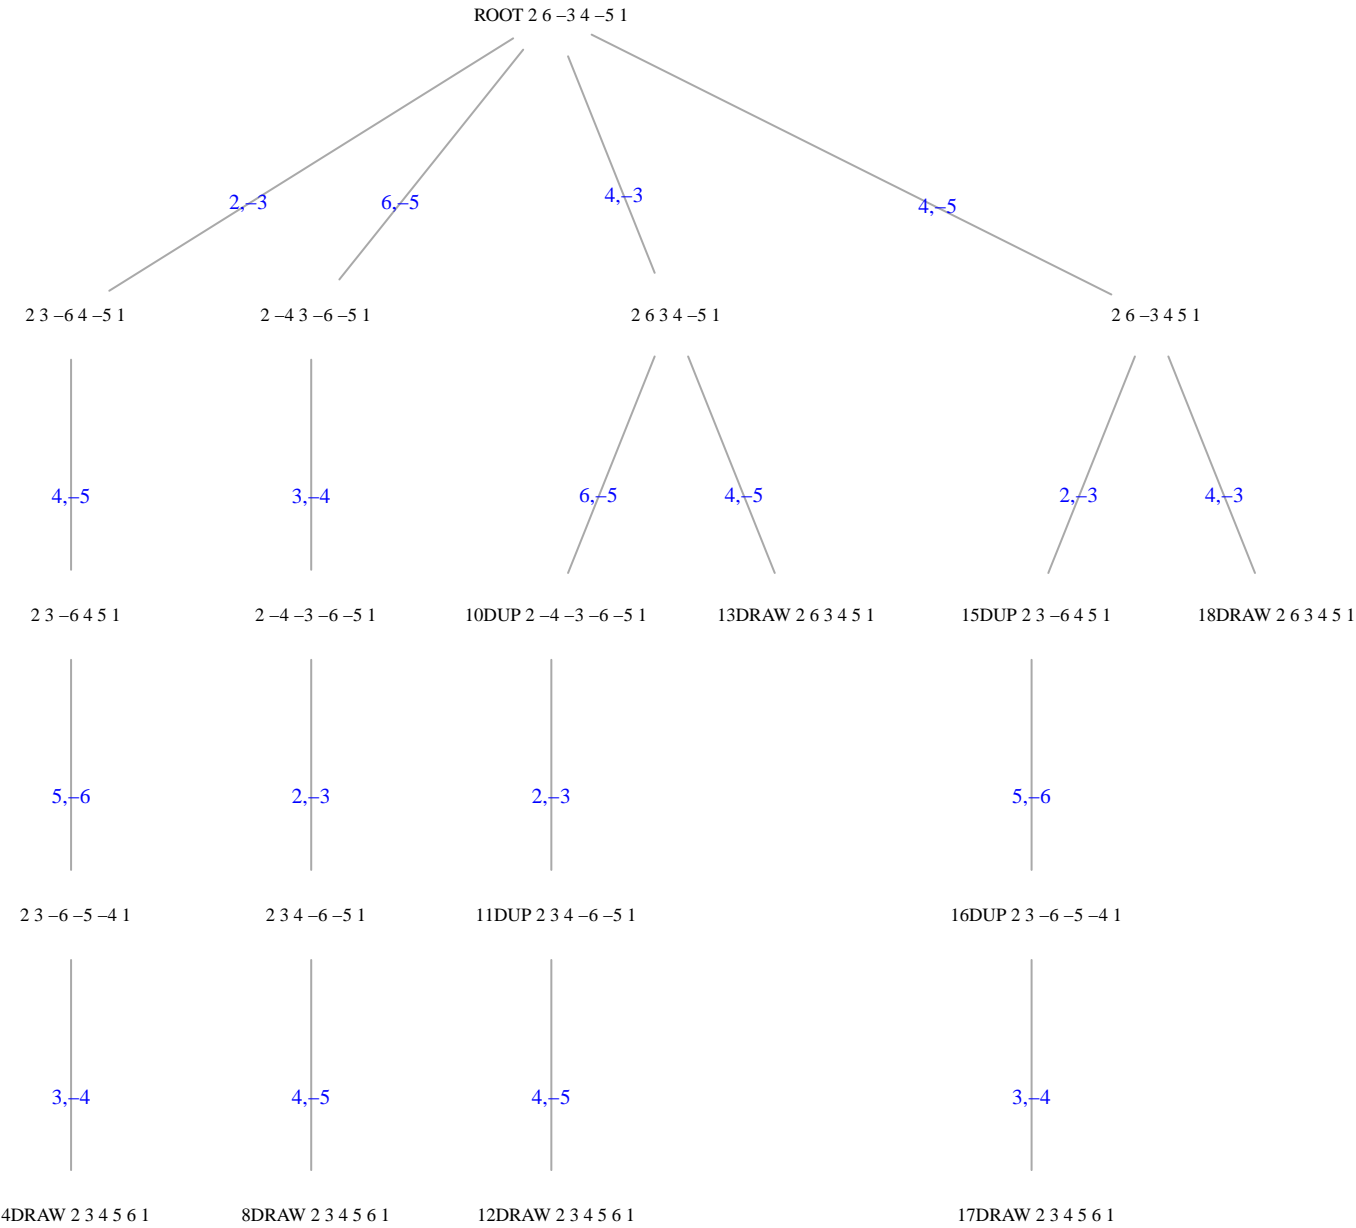 ROOT 2 6 –3 4 –5 1
2,–3
6,–5
4,–3
4,–5
2 3 –6 4 –5 1
2 –4 3 –6 –5 1
2 6 3 4 –5 1
2 6 –3 4 5 1
4,–5
3,–4
6,–5
4,–5
2,–3
4,–3
2 3 –6 4 5 1
2 –4 –3 –6 –5 1
10DUP 2 –4 –3 –6 –5 1
13DRAW 2 6 3 4 5 1
15DUP 2 3 –6 4 5 1
18DRAW 2 6 3 4 5 1
5,–6
2,–3
2,–3
5,–6
2 3 –6 –5 –4 1
2 3 4 –6 –5 1
11DUP 2 3 4 –6 –5 1
16DUP 2 3 –6 –5 –4 1
3,–4
4,–5
4,–5
3,–4
4DRAW 2 3 4 5 6 1
8DRAW 2 3 4 5 6 1
12DRAW 2 3 4 5 6 1
17DRAW 2 3 4 5 6 1